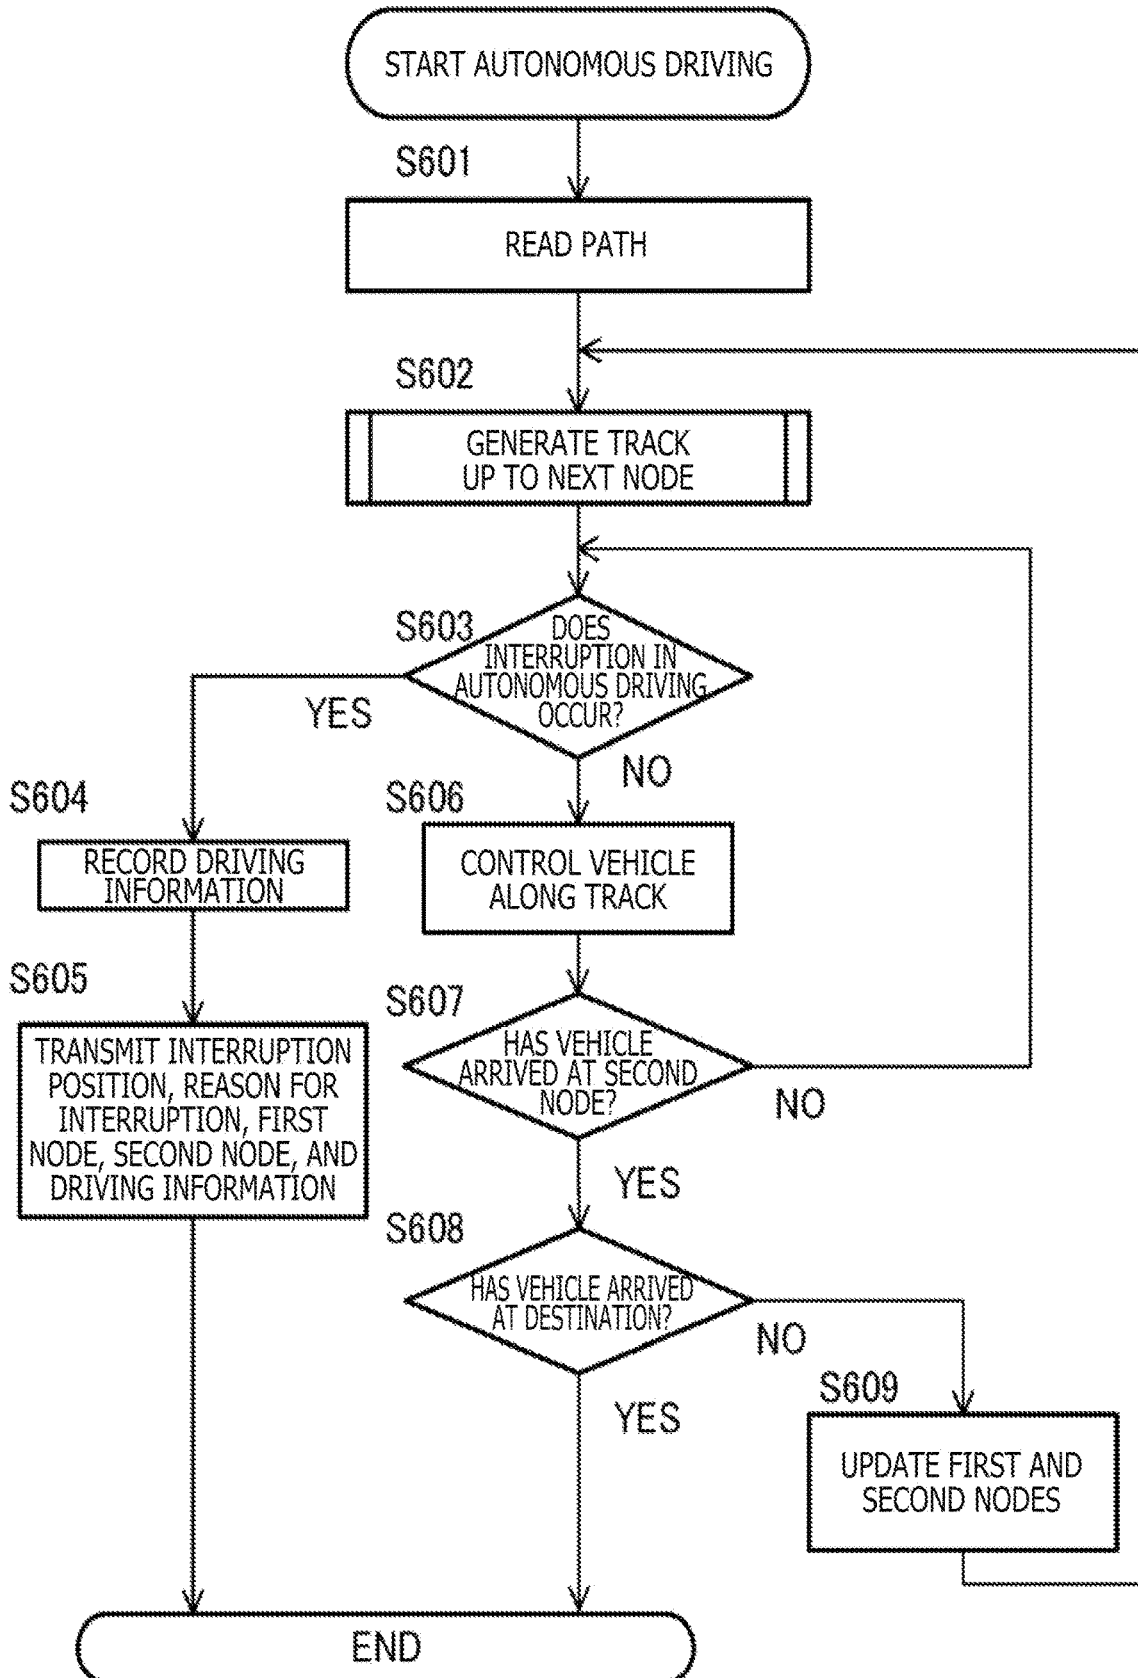 START AUTONOMOUS DRIVING
S601
READ PATH
S602
GENERATE TRACK
UP TO NEXT NODE
S603
DOES
INTERRUPTION IN
AUTONOMOUS DRIVING
OCCUR?
YES
NO
S604
RECORD DRIVING
INFORMATION
S605
TRANSMIT INTERRUPTION
POSITION, REASON FOR
INTERRUPTION, FIRST
NODE, SECOND NODE, AND
DRIVING INFORMATION
S606
CONTROL VEHICLE
ALONG TRACK
S607
HAS VEHICLE
ARRIVED AT SECOND
NODE?
NO
YES
S608
HAS VEHICLE ARRIVED
AT DESTINATION?
NO
YES
S609
UPDATE FIRST AND
SECOND NODES
END